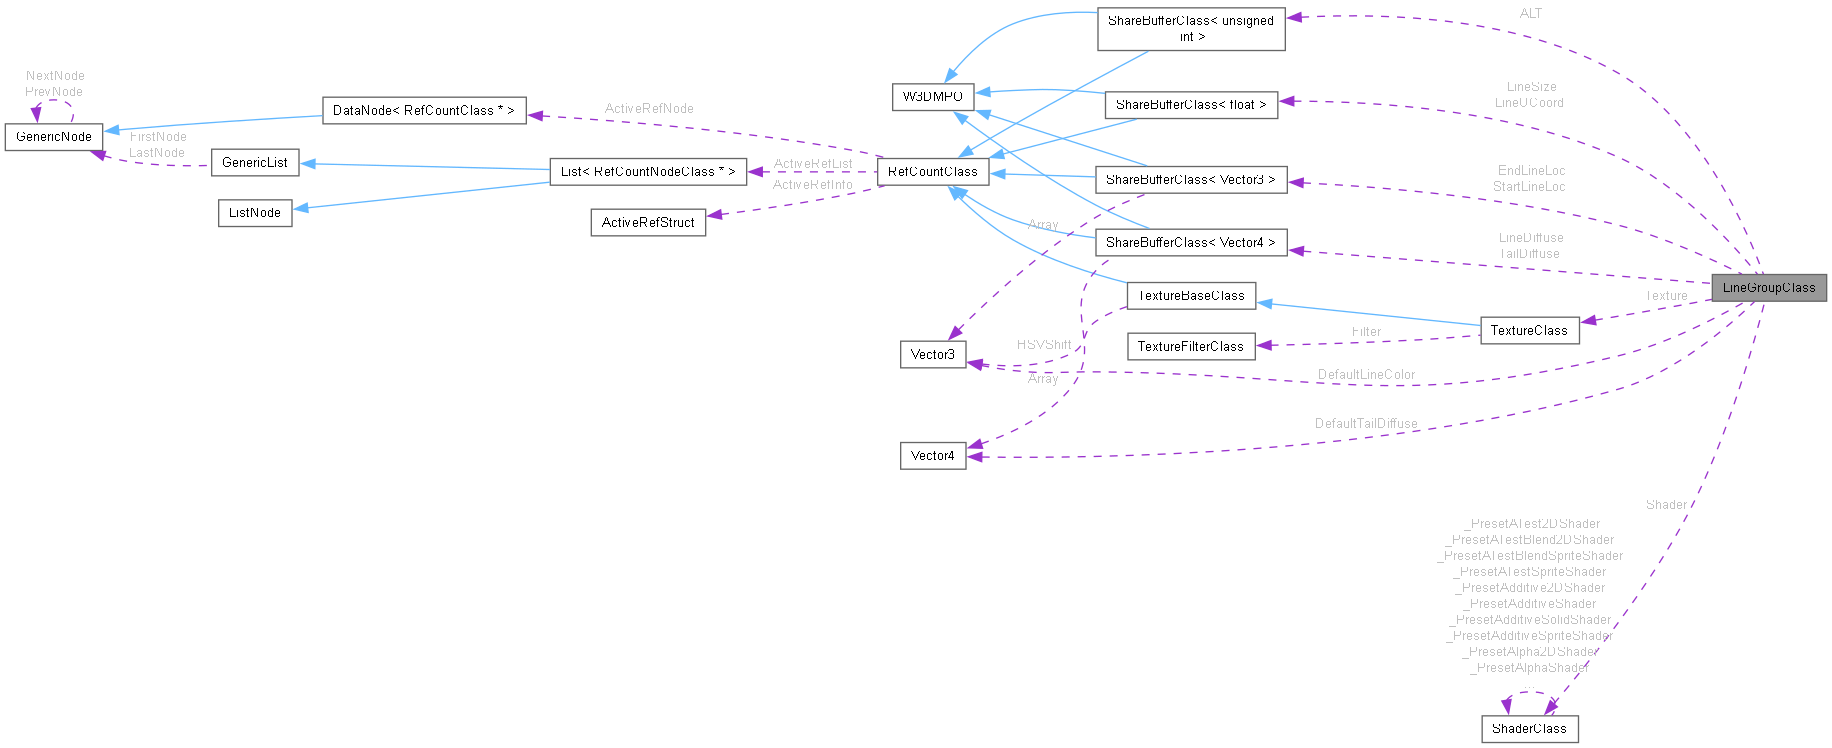 NextNode
PrevNode
GenericNode
FirstNode
LastNode
DataNode< RefCountClass * >
GenericList
ListNode
List< RefCountNodeClass * >
ActiveRefStruct
ActiveRefNode
ActiveRefList
ActiveRefInfo
W3DMPO
RefCountClass
Array
Vector3
HSVShift
Array
Vector4
ShareBufferClass< unsigned
int >
ShareBufferClass< float >
ShareBufferClass< Vector3 >
ShareBufferClass< Vector4 >
TextureBaseClass
TextureFilterClass
ALT
LineSize
LineUCoord
EndLineLoc
StartLineLoc
LineDiffuse
TailDiffuse
LineGroupClass
Texture
TextureClass
Filter
DefaultLineColor
DefaultTailDiffuse
Shader
_PresetATest2DShader
_PresetATestBlend2DShader
_PresetATestBlendSpriteShader
_PresetATestSpriteShader
_PresetAdditive2DShader
_PresetAdditiveShader
_PresetAdditiveSolidShader
_PresetAdditiveSpriteShader
_PresetAlpha2DShader
_PresetAlphaShader
...
ShaderClass